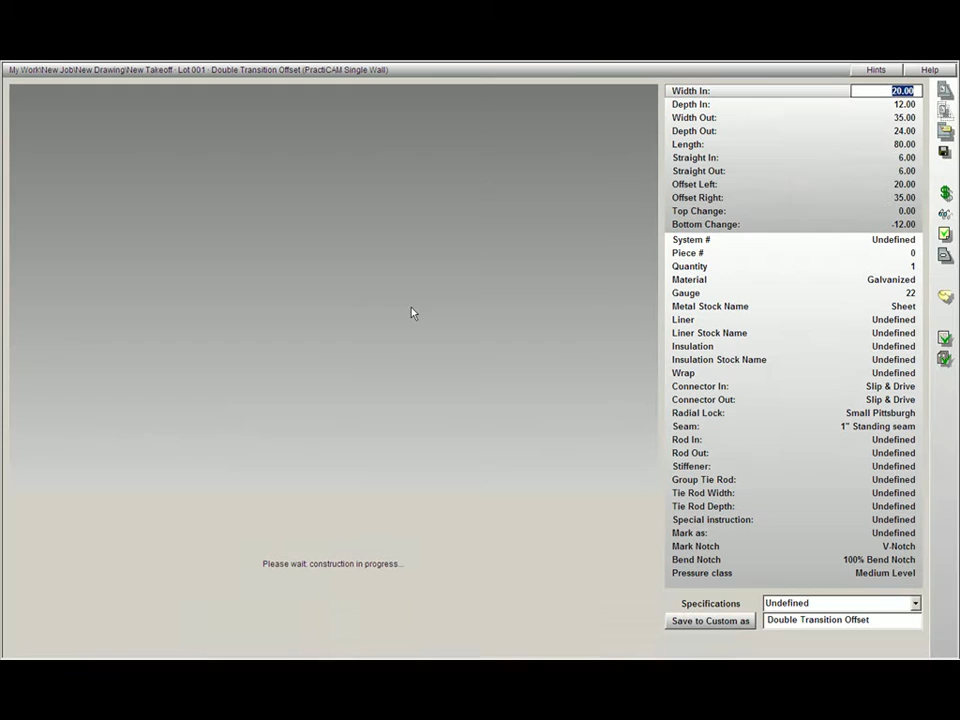 My Work\New Job\New Drawing\New Takeoff - Lot 001 - Double Transition Offset (PractiCAM Single Wall) Hints Help
Width In: 20.00
Depth In: 12.00
Width Out: 35.00
Depth Out: 24.00
Length: 80.00
Straight In: 6.00
Straight Out: 6.00
Offset Left: 20.00
Offset Right: 35.00
Top Change: 0.00
Bottom Change: -12.00
System # Undefined
Piece # 0
Quantity 1
Material Galvanized
Gauge 22
Metal Stock Name Sheet
Liner Undefined
Liner Stock Name Undefined
Insulation Undefined
Insulation Stock Name Undefined
Wrap Undefined
Connector In: Slip & Drive
Connector Out: Slip & Drive
Radial Lock: Small Pittsburgh
Seam: 1" Standing seam
Rod In: Undefined
Rod Out: Undefined
Stiffener: Undefined
Group Tie Rod: Undefined
Tie Rod Width: Undefined
Tie Rod Depth: Undefined
Special instruction: Undefined
Mark as: Undefined
Mark Notch V-Notch
Bend Notch 100% Bend Notch
Pressure class Medium Level
Please wait: construction in progress...
Specifications Undefined
Save to Custom as Double Transition Offset